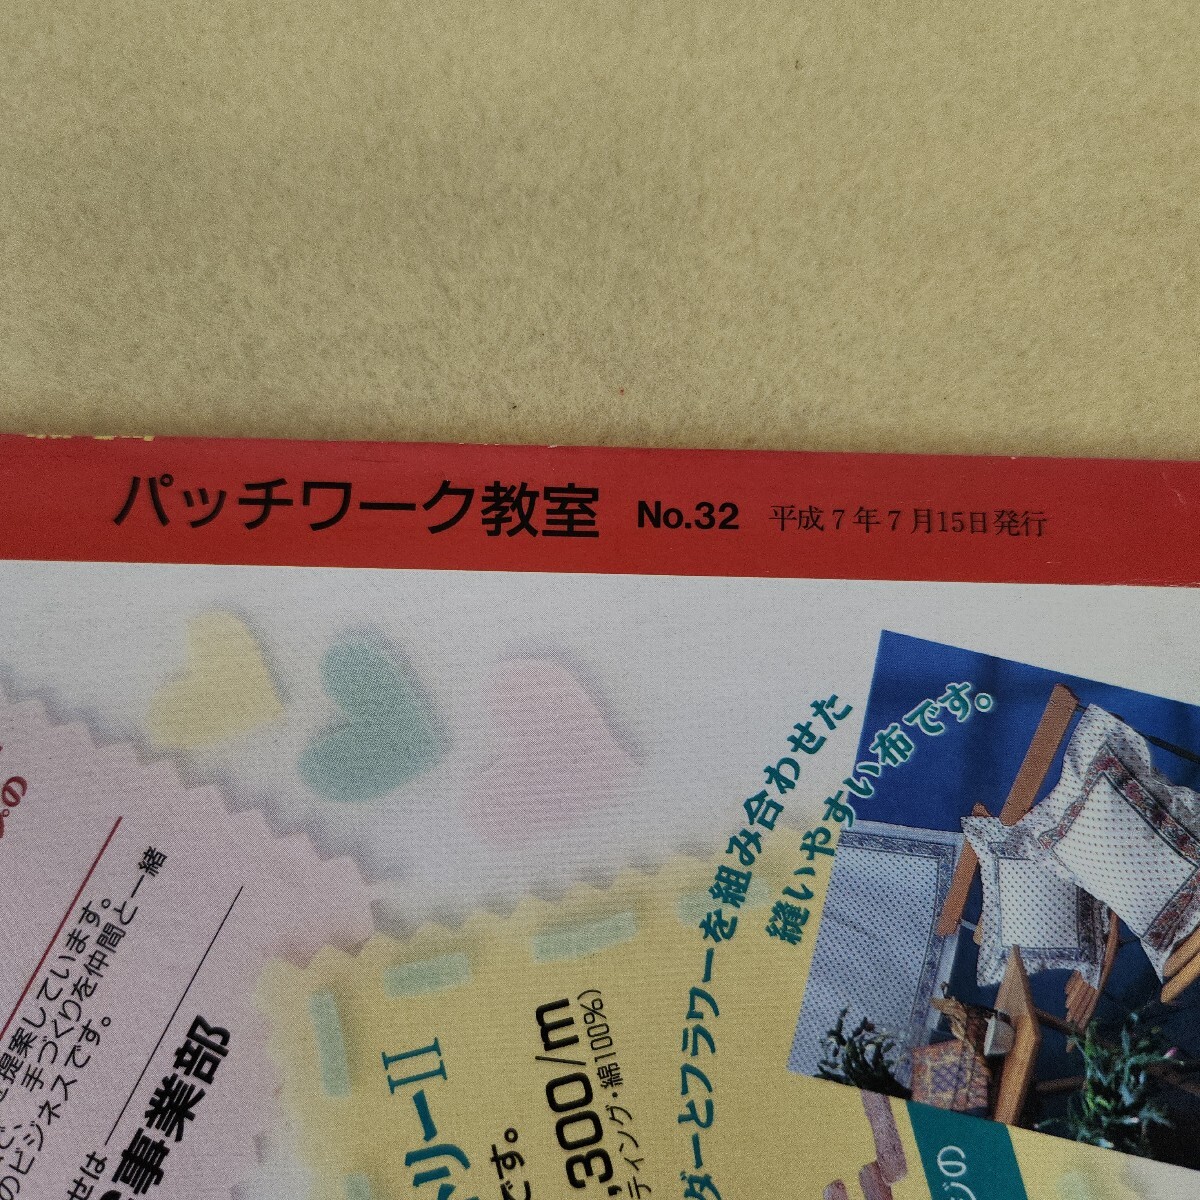 パッチワーク教室 No.32 平成7年7月15日発行
を組み合わせた
縫いやすい布です。
ダーとフラワー
提案しています。
手づくりを仲間と一緒
のビジネスです。
せは
事業部
トリーII
です。
,300/m
ティング・綿100%)
ジの
の